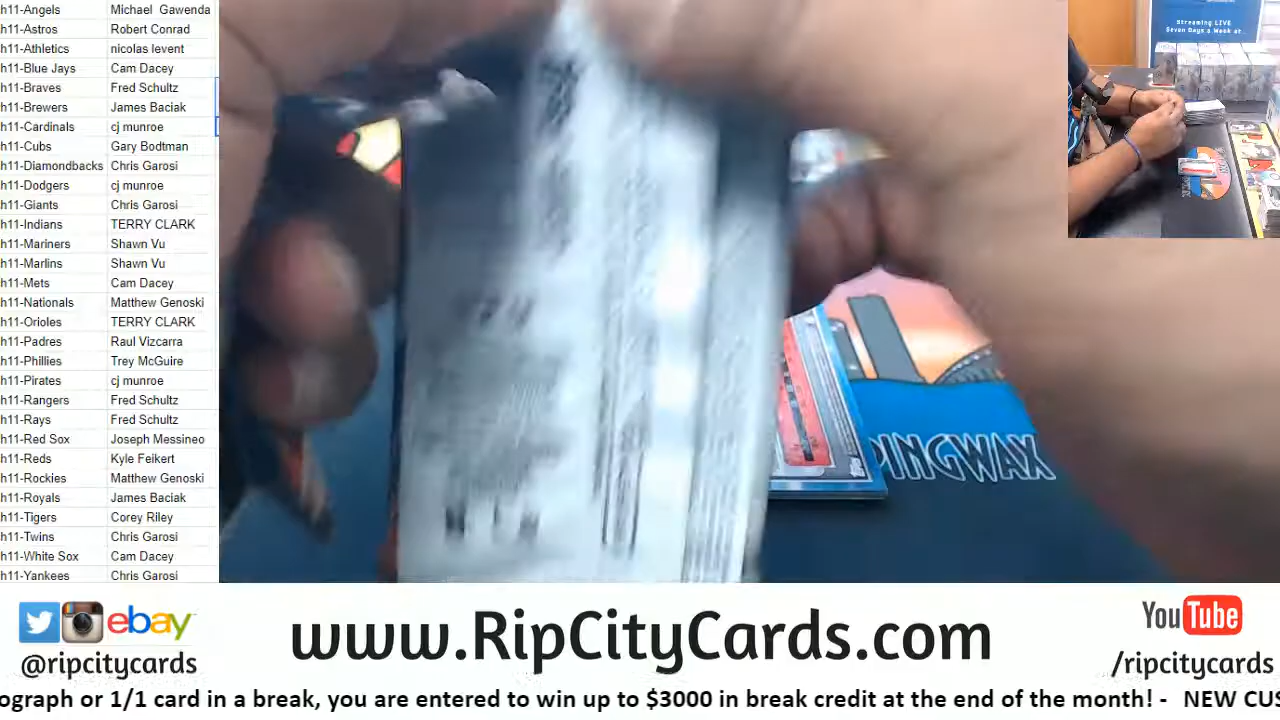 h11-Angels Michael Gawenda
h11-Astros Robert Conrad
h11-Athletics nicolas levent
h11-Blue Jays Cam Dacey
h11-Braves Fred Schultz
h11-Brewers James Baciak
h11-Cardinals cj munroe
h11-Cubs Gary Bodtman
h11-Diamondbacks Chris Garosi
h11-Dodgers cj munroe
h11-Giants Chris Garosi
h11-Indians TERRY CLARK
h11-Mariners Shawn Vu
h11-Marlins Shawn Vu
h11-Mets Cam Dacey
h11-Nationals Matthew Genoski
h11-Orioles TERRY CLARK
h11-Padres Raul Vizcarra
h11-Phillies Trey McGuire
h11-Pirates cj munroe
h11-Rangers Fred Schultz
h11-Rays Fred Schultz
h11-Red Sox Joseph Messineo
h11-Reds Kyle Feikert
h11-Rockies Matthew Genoski
h11-Royals James Baciak
h11-Tigers Corey Riley
h11-Twins Chris Garosi
h11-White Sox Cam Dacey
h11-Yankees Chris Garosi
Streaming LIVE
Seven Days a Week at..
PINGWAX
ebay
@ripcitycards
www.RipCityCards.com
YouTube
/ripcitycards
ograph or 1/1 card in a break, you are entered to win up to $3000 in break credit at the end of the month! - NEW CUS